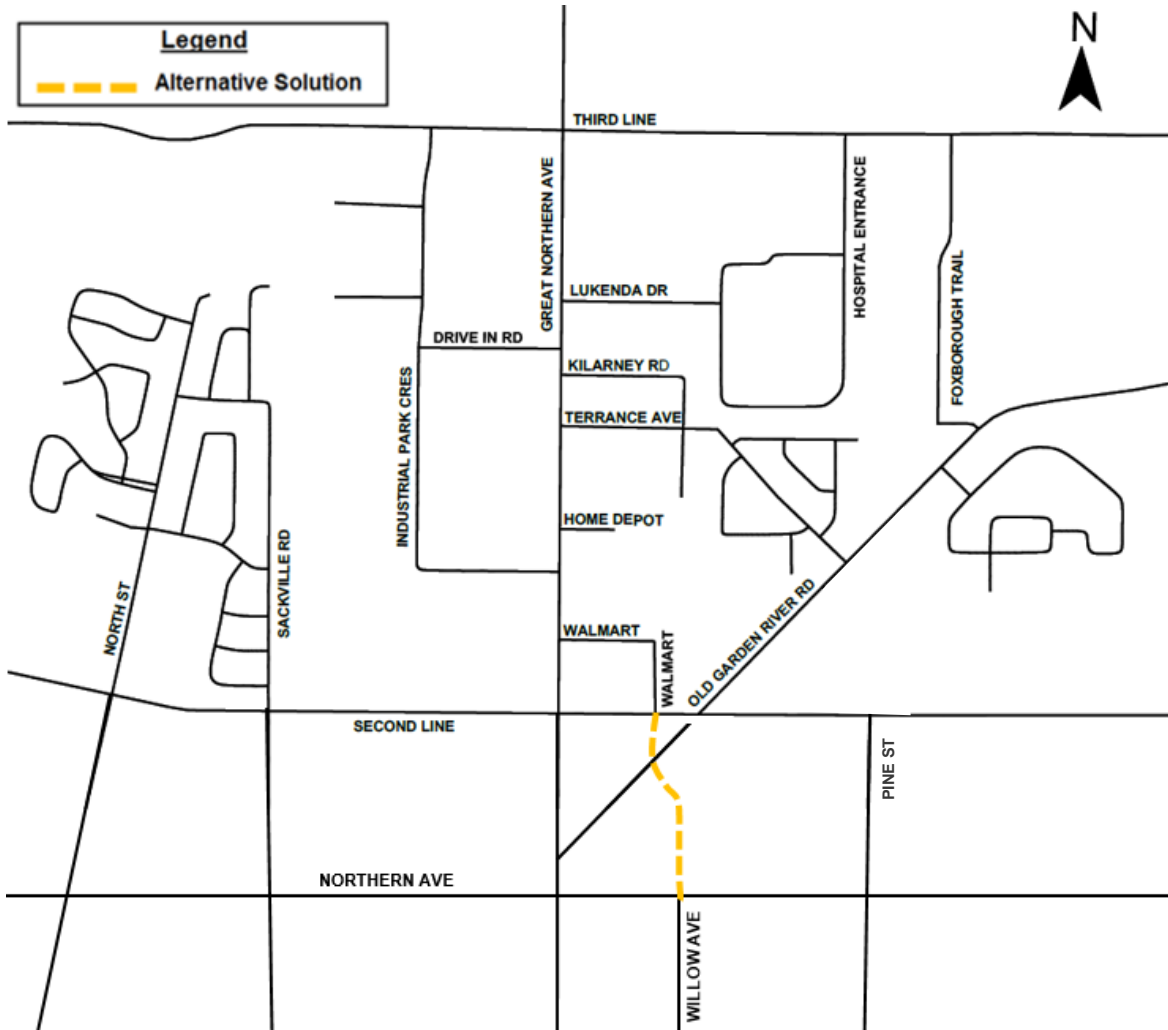 Legend
Alternative Solution
N
THIRD LINE
GREAT NORTHERN AVE
HOSPITAL ENTRANCE
FOXBOROUGH TRAIL
LUKENDA DR
DRIVE IN RD
KILARNEY RD
INDUSTRIAL PARK CRES
TERRANCE AVE
HOME DEPOT
SACKVILLE RD
NORTH ST
WALMART
WALMART
OLD GARDEN RIVER RD
SECOND LINE
PINE ST
NORTHERN AVE
WILLOW AVE